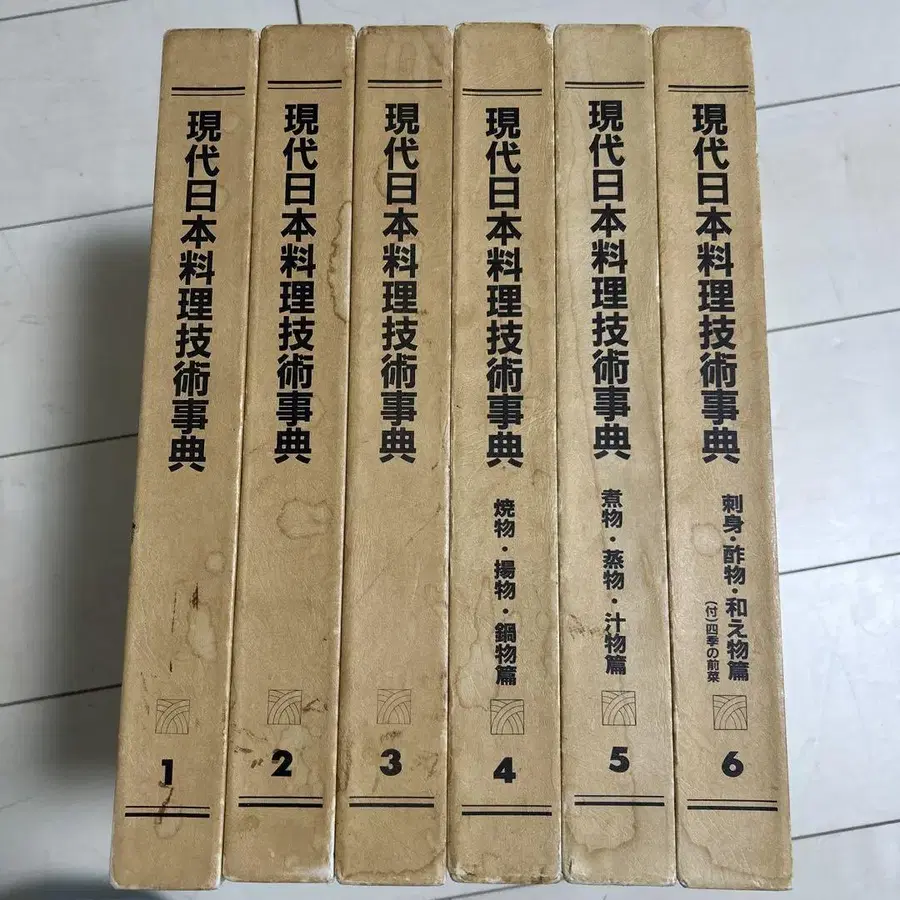 現代日本料理技術事典
1
現代日本料理技術事典
2
現代日本料理技術事典
3
現代日本料理技術事典
焼物・揚物・鍋物篇
4
現代日本料理技術事典
煮物・蒸物・汁物篇
5
現代日本料理技術事典
刺身・酢物・和え物篇
(付)四季の前菜
6